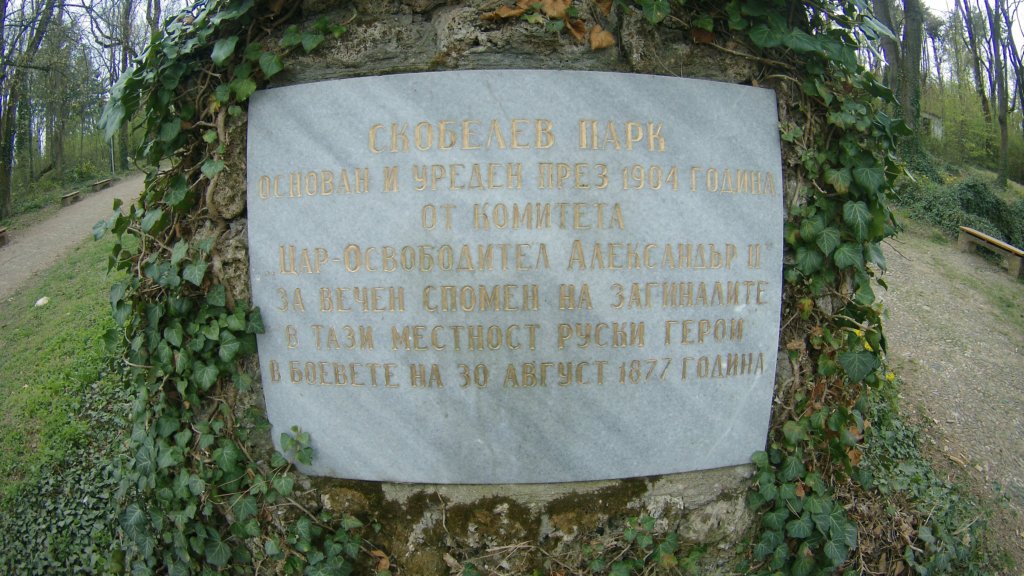 СКОБЕЛЕВ ПАРК
ОСНОВАН И УРЕДЕН ПРЕЗ 1904 ГОДИНА
ОТ КОМИТЕТА
„ЦАР-ОСВОБОДИТЕЛ АЛЕКСАНДЪР II"
ЗА ВЕЧЕН СПОМЕН НА ЗАГИНАЛИТЕ
В ТАЗИ МЕСТНОСТ РУСКИ ГЕРОИ
В БОЕВЕТЕ НА 30 АВГУСТ 1877 ГОДИНА